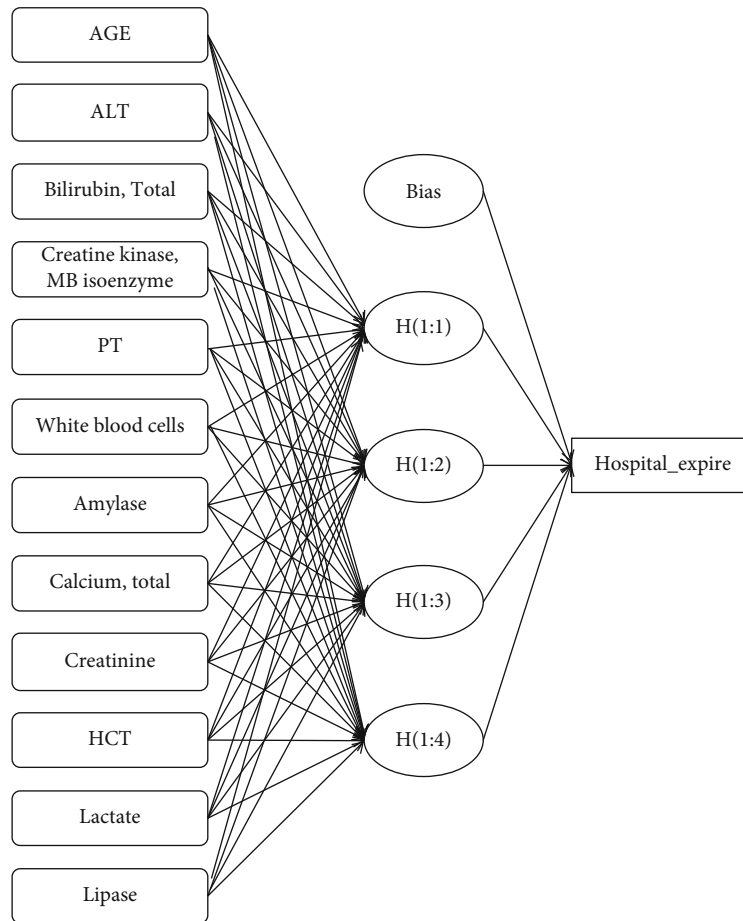 AGE
ALT
Bilirubin, Total
Creatine kinase,
MB isoenzyme
PT
White blood cells
Amylase
Calcium, total
Creatinine
HCT
Lactate
Lipase
Bias
H(1:1)
H(1:2)
H(1:3)
H(1:4)
Hospital_expire